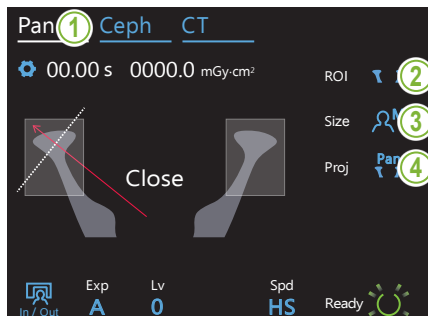 Pan 1 Ceph CT
00.00 s 0000.0 mGy·cm²
ROI 2
Size M 3
Proj Pan 4
Close
Exp Lv Spd
In / Out A 0 HS Ready